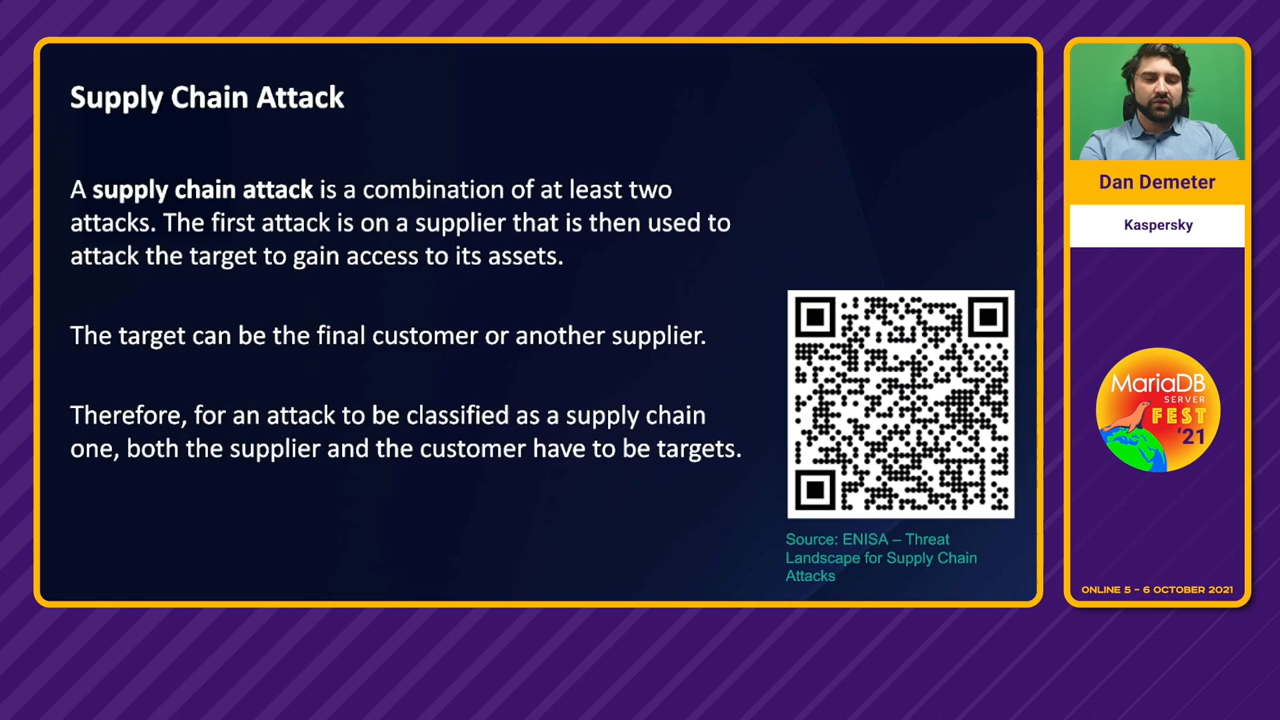 Supply Chain Attack
A supply chain attack is a combination of at least two
attacks. The first attack is on a supplier that is then used to
attack the target to gain access to its assets.
The target can be the final customer or another supplier.
Therefore, for an attack to be classified as a supply chain
one, both the supplier and the customer have to be targets.
Source: ENISA – Threat
Landscape for Supply Chain
Attacks
Dan Demeter
Kaspersky
MariaDB
SERVER
FEST
'21
ONLINE 5 – 6 OCTOBER 2021